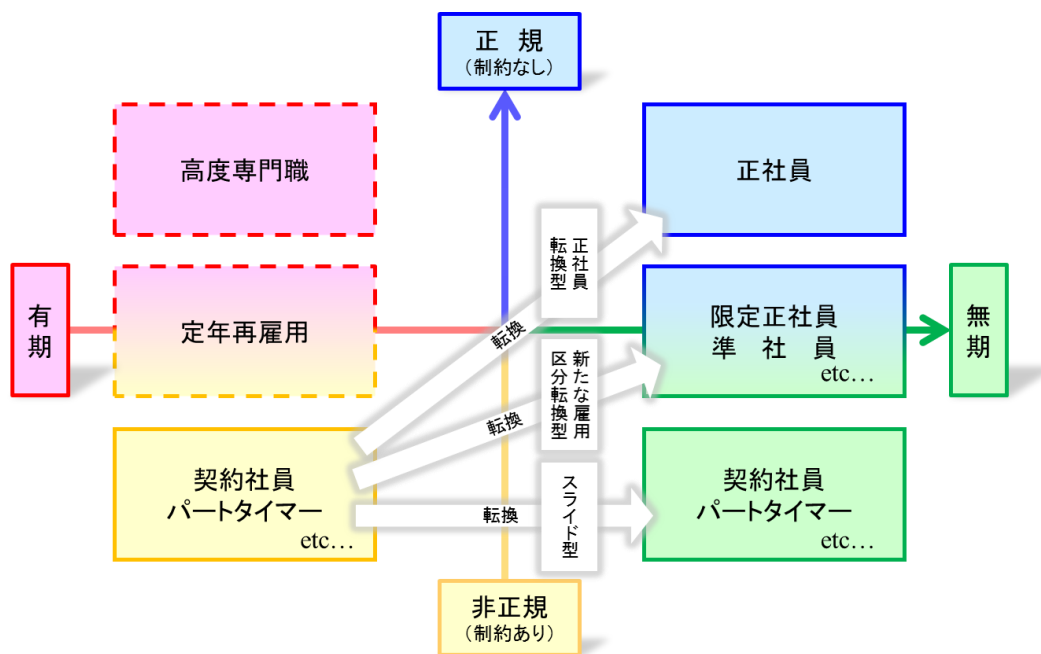 正 規
（制約なし）
高度専門職
正社員
正社員
転換型
有期
定年再雇用
転換
限定正社員
準 社 員
etc…
無期
新たな雇用
区分転換型
転換
契約社員
パートタイマー
etc…
転換
スライド型
契約社員
パートタイマー
etc…
非正規
（制約あり）